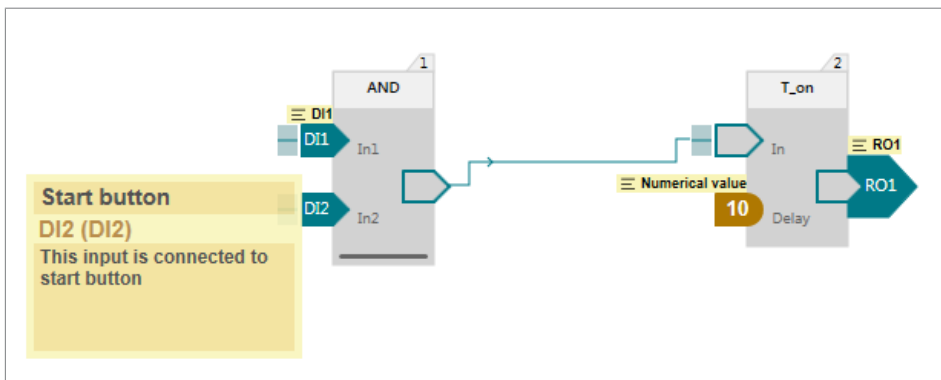 1
AND
DI1
DI1
In1
DI2
In2
Start button
DI2 (DI2)
This input is connected to
start button
2
T_on
In
RO1
RO1
Numerical value
10
Delay